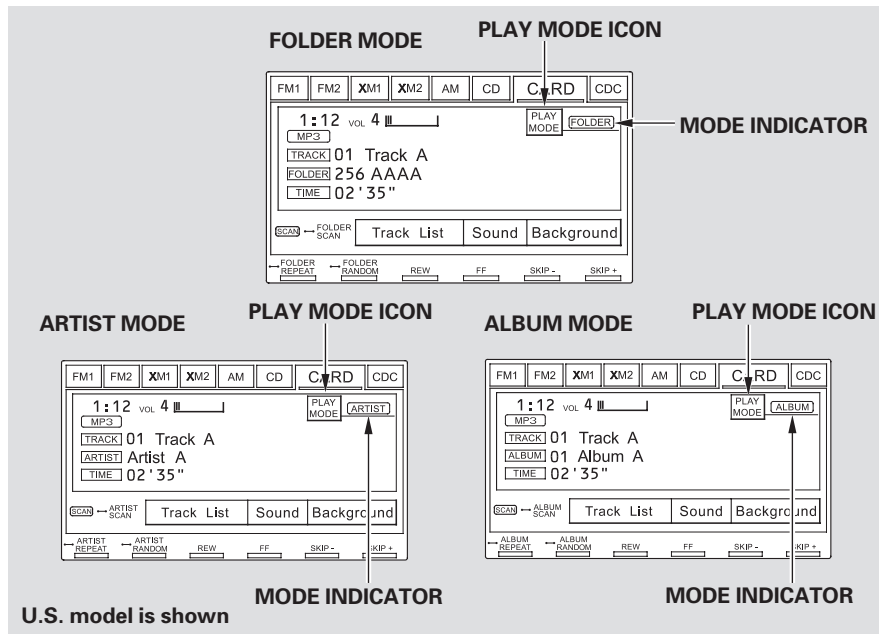 FOLDER MODE
PLAY MODE ICON
FM1 FM2 XM1 XM2 AM CD CARD CDC
1:12 VOL 4
PLAY MODE
FOLDER
MODE INDICATOR
MP3
TRACK 01 Track A
FOLDER 256 AAAA
TIME 02'35"
SCAN FOLDER SCAN Track List Sound Background
FOLDER REPEAT FOLDER RANDOM REW FF SKIP - SKIP +
ARTIST MODE
PLAY MODE ICON
FM1 FM2 XM1 XM2 AM CD CARD CDC
1:12 VOL 4
PLAY MODE
ARTIST
MP3
TRACK 01 Track A
ARTIST Artist A
TIME 02'35"
SCAN ARTIST SCAN Track List Sound Background
ARTIST REPEAT ARTIST RANDOM REW FF SKIP - SKIP +
MODE INDICATOR
ALBUM MODE
PLAY MODE ICON
FM1 FM2 XM1 XM2 AM CD CARD CDC
1:12 VOL 4
PLAY MODE
ALBUM
MP3
TRACK 01 Track A
ALBUM 01 Album A
TIME 02'35"
SCAN ALBUM SCAN Track List Sound Background
ALBUM REPEAT ALBUM RANDOM REW FF SKIP - SKIP +
MODE INDICATOR
U.S. model is shown